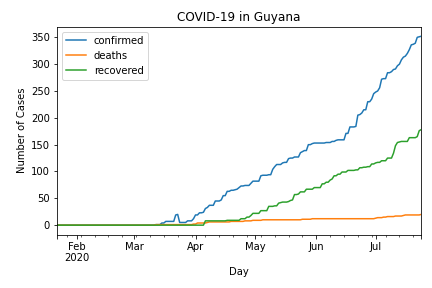 COVID-19 in Guyana
confirmed
deaths
recovered
Number of Cases
350
300
250
200
150
100
50
0
Feb
2020
Mar
Apr
May
Jun
Jul
Day